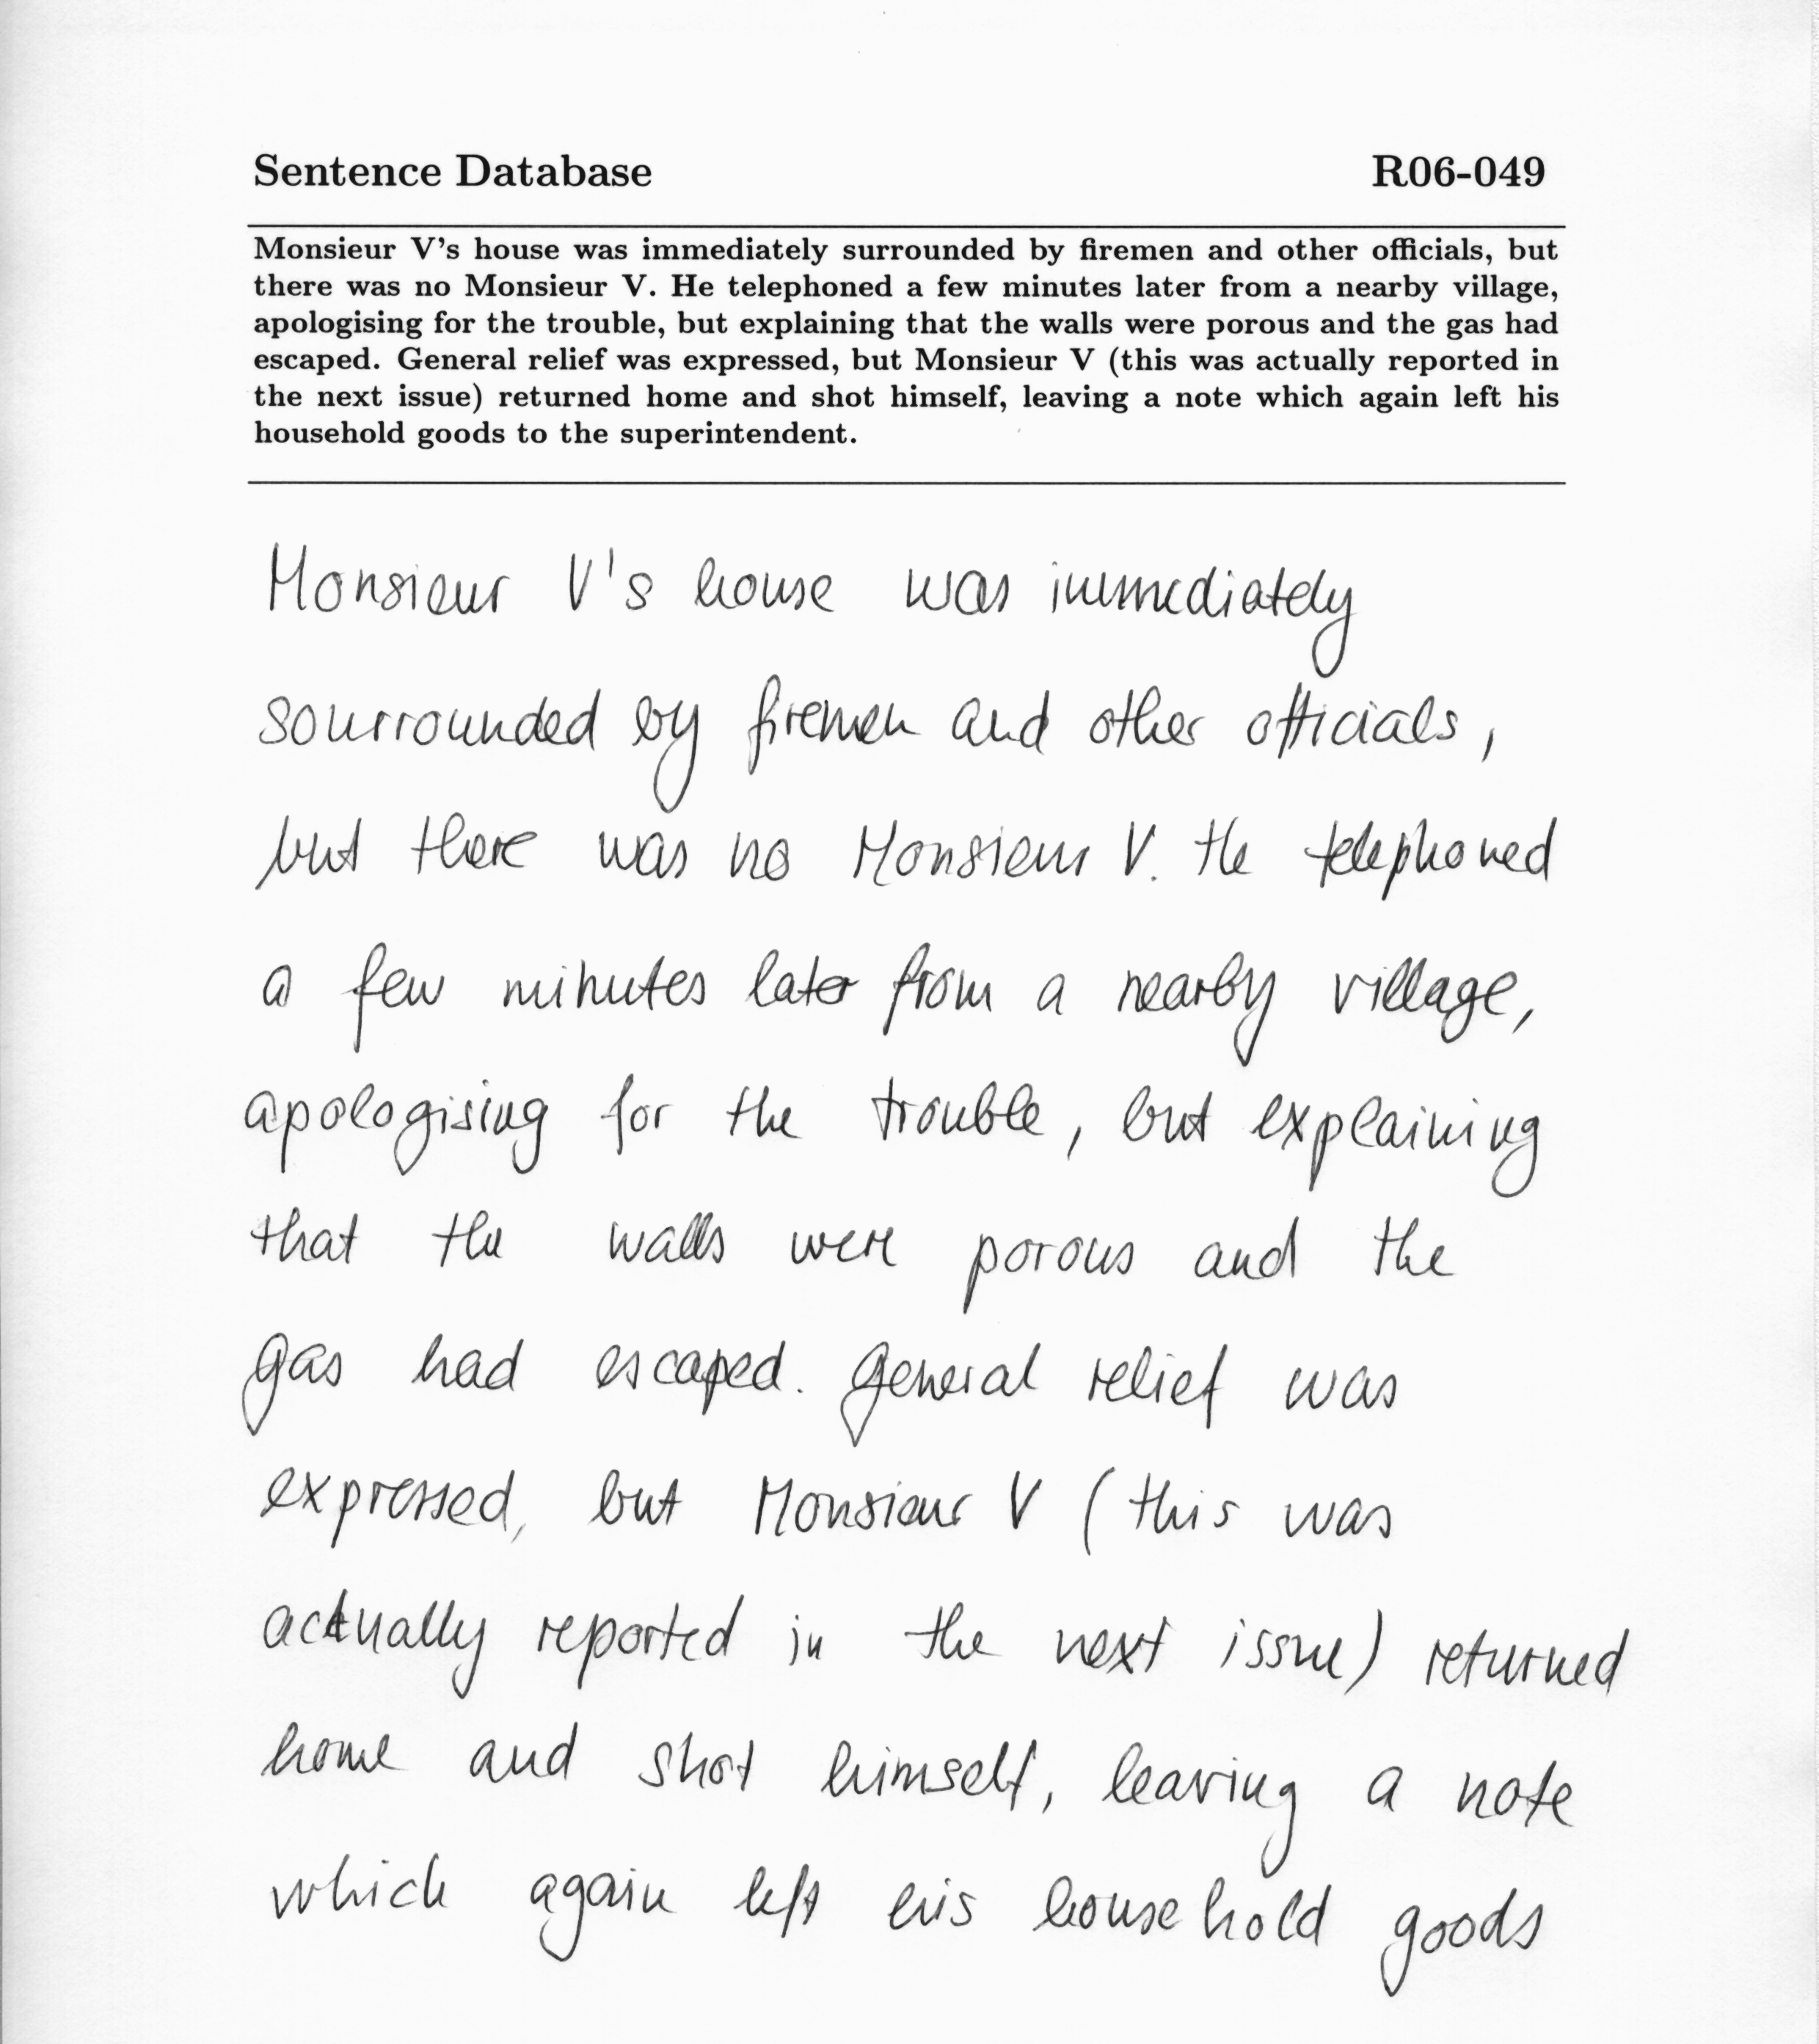 Sentence Database R06-049
Monsieur V's house was immediately surrounded by firemen and other officials, but
there was no Monsieur V. He telephoned a few minutes later from a nearby village,
apologising for the trouble, but explaining that the walls were porous and the gas had
escaped. General relief was expressed, but Monsieur V (this was actually reported in
the next issue) returned home and shot himself, leaving a note which again left his
household goods to the superintendent.
Monsieur V's house was immediately
sourrounded by firemen and other officials,
but there was no Monsieur V. He telephoned
a few minutes later from a nearby village,
apologising for the trouble, but explaining
that the walls were porous and the
gas had escaped. General relief was
expressed, but Monsieur V (this was
actually reported in the next issue) returned
home and shot himself, leaving a note
which again left his household goods